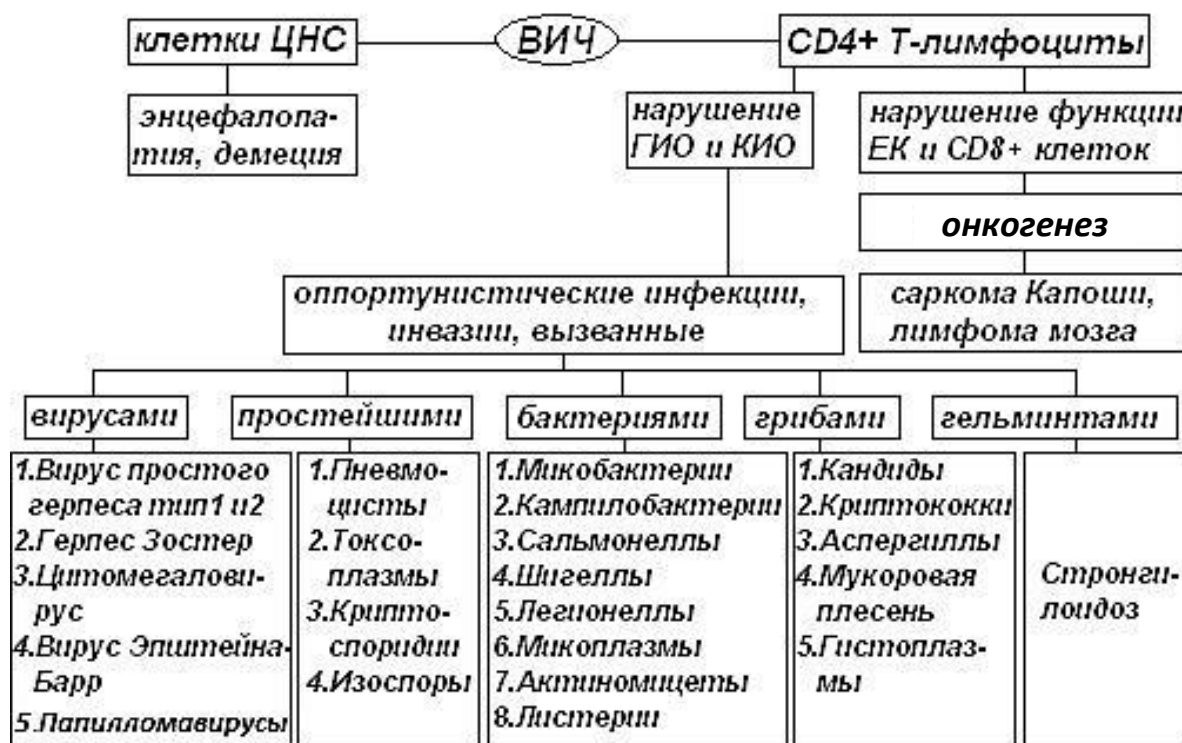 клетки ЦНС
ВИЧ
CD4+ Т-лимфоциты
энцефалопа-
тия, демеция
нарушение
ГИО и КИО
нарушение функции
ЕК и CD8+ клеток
онкогенез
саркома Капоши,
лимфома мозга
оппортунистические инфекции,
инвазии, вызванные
вирусами
простейшими
бактериями
грибами
гельминтами
1.Вирус простого
герпеса тип1 и2
2.Герпес Зостер
3.Цитомегалови-
рус
4.Вирус Эпштейна-
Барр
5.Папилломавирусы
1.Пневмо-
цисты
2.Токсо-
плазмы
3.Крипто-
споридии
4.Изоспоры
1.Микобактерии
2.Кампилобактерии
3.Сальмонеллы
4.Шигеллы
5.Легионеллы
6.Микоплазмы
7.Актиномицеты
8.Листерии
1.Кандиды
2.Криптококки
3.Аспергиллы
4.Мукоровая
плесень
5.Гистоплаз-
мы
Стронги-
лоидоз